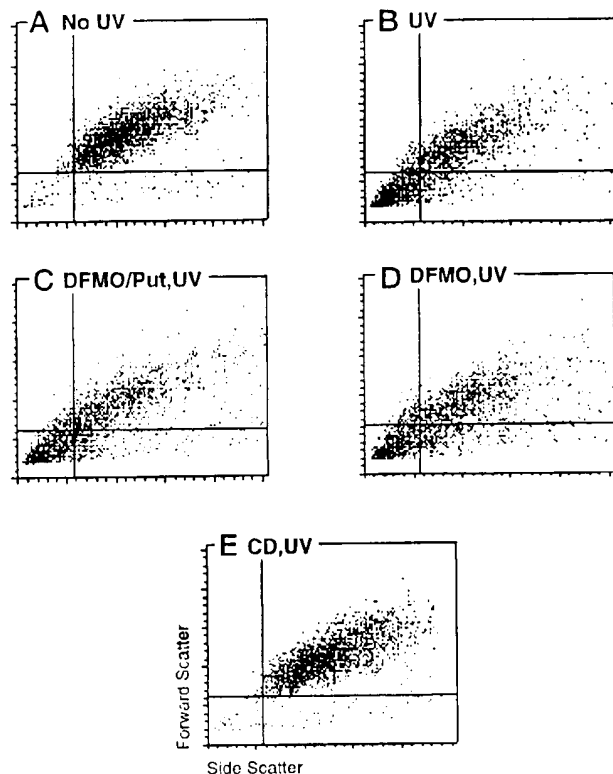 A No UV
B UV
C DFMO/Put,UV
D DFMO,UV
E CD,UV
Forward Scatter
Side Scatter